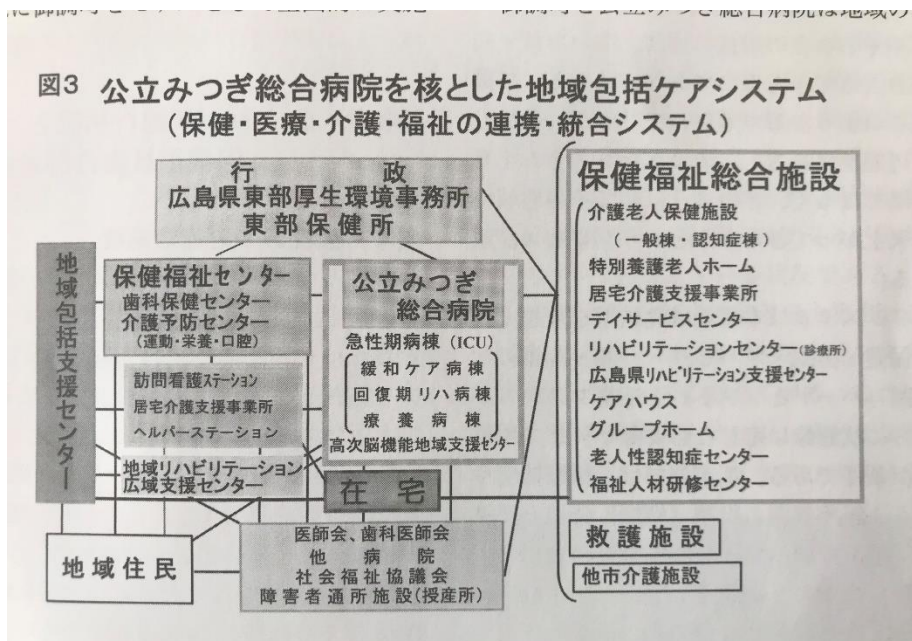 図3 公立みつぎ総合病院を核とした地域包括ケアシステム
(保健・医療・介護・福祉の連携・統合システム)
行政
広島県東部厚生環境事務所
東部保健所
地域包括支援センター
保健福祉センター
歯科保健センター
介護予防センター
(運動・栄養・口腔)
訪問看護ステーション
居宅介護支援事業所
ヘルパーステーション
地域リハビリテーション
広域支援センター
公立みつぎ
総合病院
急性期病棟(ICU)
緩和ケア病棟
回復期リハ病棟
療養病棟
高次脳機能地域支援センター
在宅
地域住民
医師会、歯科医師会
他病院
社会福祉協議会
障害者通所施設(授産所)
保健福祉総合施設
介護老人保健施設
(一般棟・認知症棟)
特別養護老人ホーム
居宅介護支援事業所
デイサービスセンター
リハビリテーションセンター(診療所)
広島県リハビリテーション支援センター
ケアハウス
グループホーム
老人性認知症センター
福祉人材研修センター
救護施設
他市介護施設